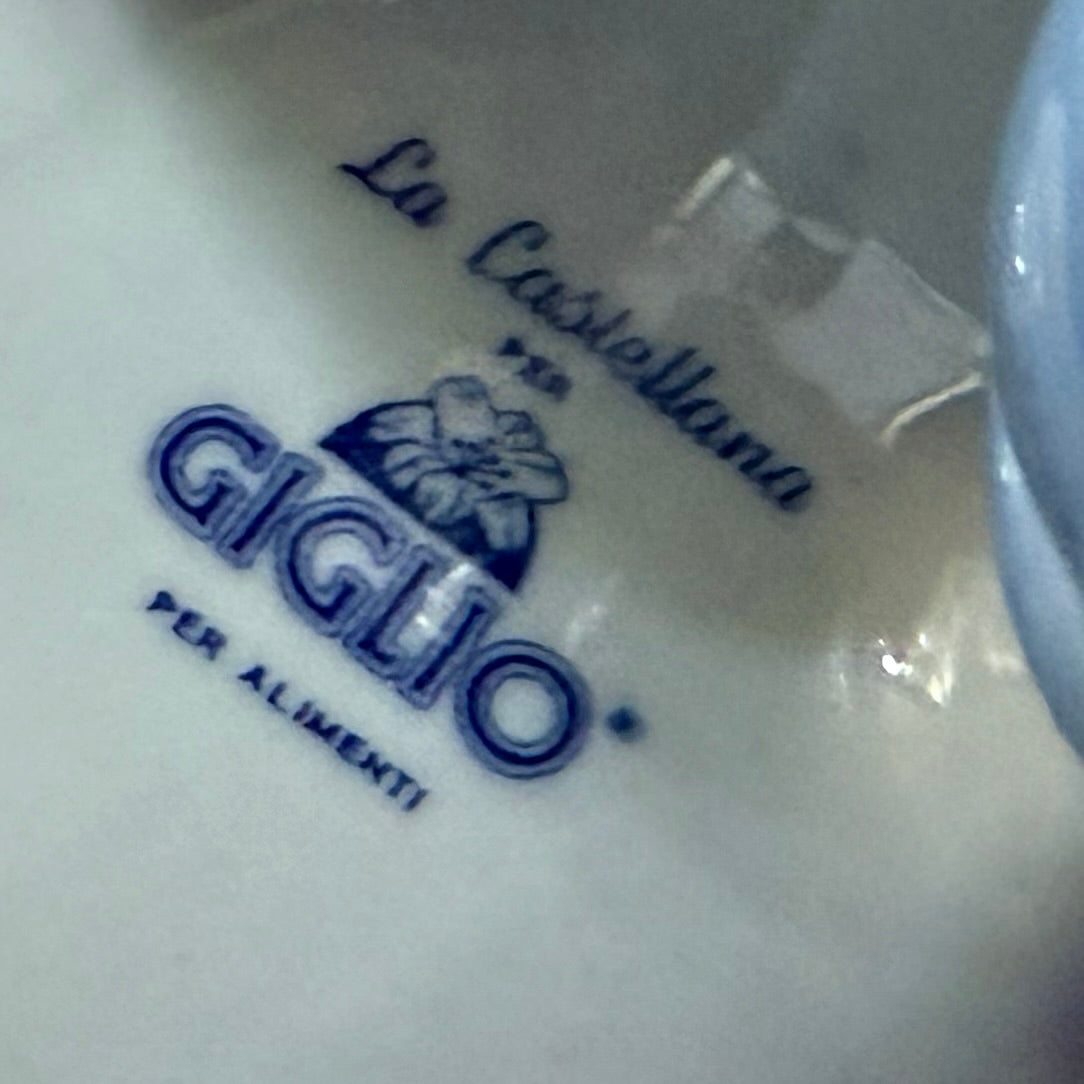 La Castellana
PER
GIGLIO
PER ALIMENTI